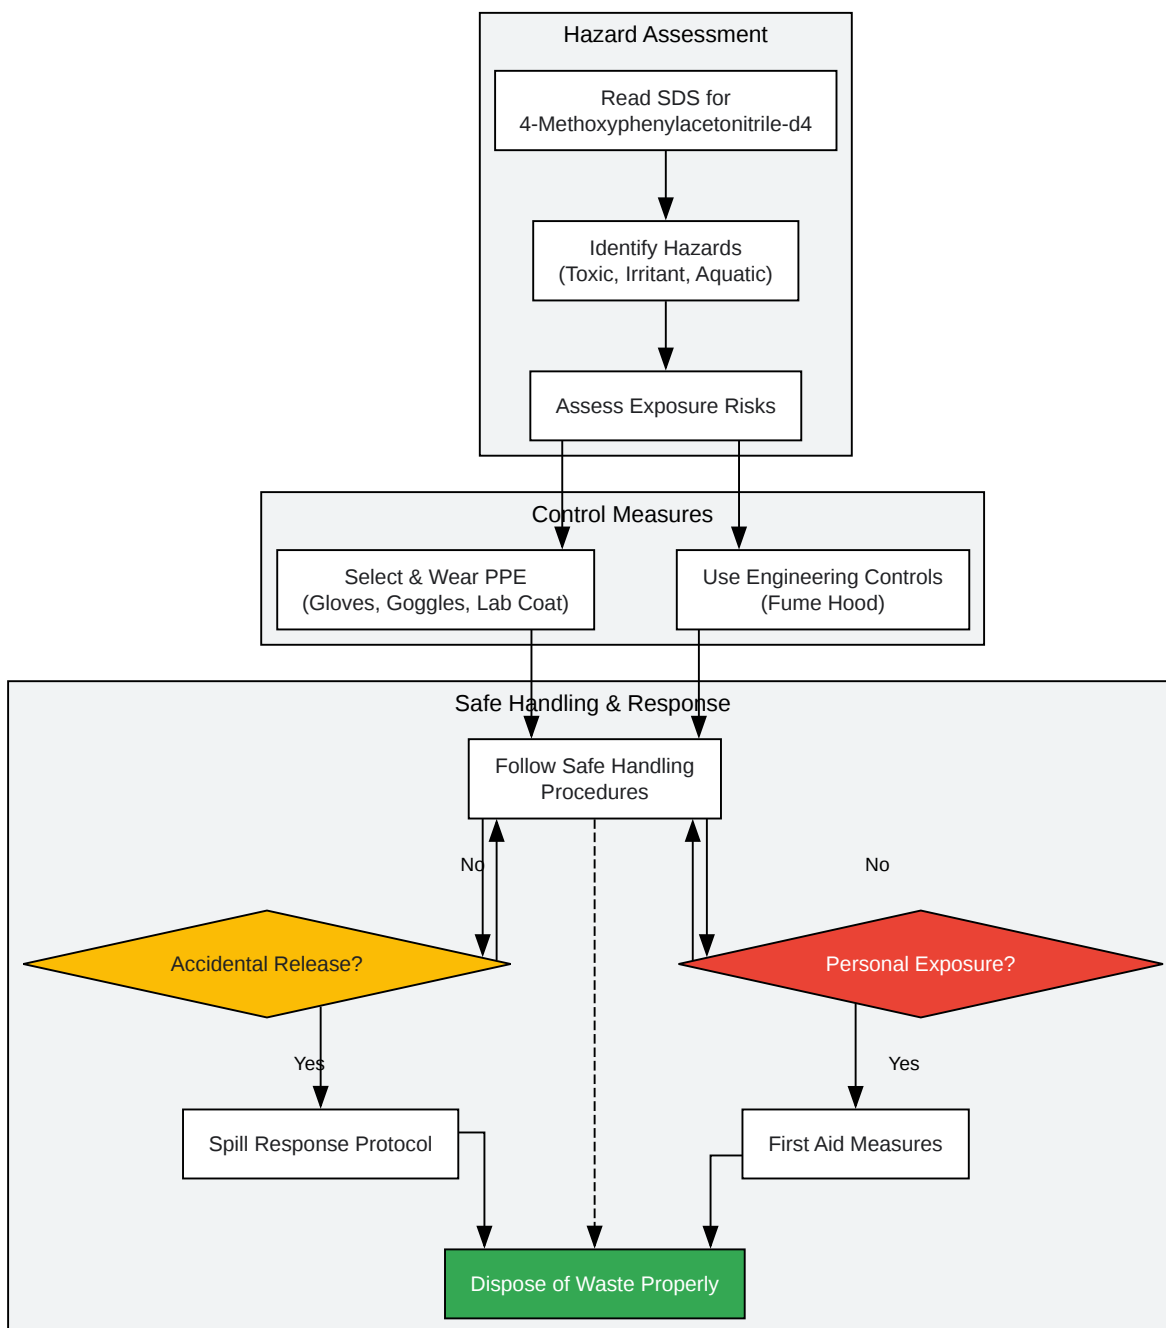 Hazard Assessment
Read SDS for
4-Methoxyphenylacetonitrile-d4
Identify Hazards
(Toxic, Irritant, Aquatic)
Assess Exposure Risks
Control Measures
Select & Wear PPE
(Gloves, Goggles, Lab Coat)
Use Engineering Controls
(Fume Hood)
Safe Handling & Response
Follow Safe Handling
Procedures
No
No
Accidental Release?
Personal Exposure?
Yes
Yes
Spill Response Protocol
First Aid Measures
Dispose of Waste Properly